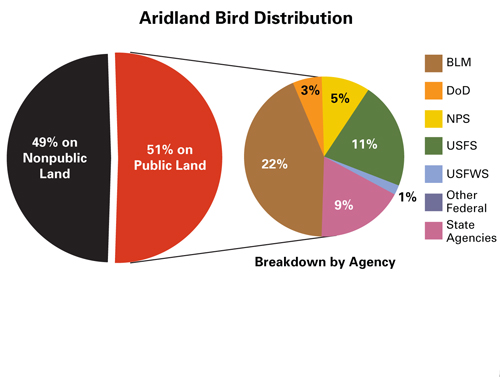 Aridland Bird Distribution
49% on
Nonpublic
Land
51% on
Public Land
3%
5%
11%
1%
9%
22%
Breakdown by Agency
BLM
DoD
NPS
USFS
USFWS
Other
Federal
State
Agencies